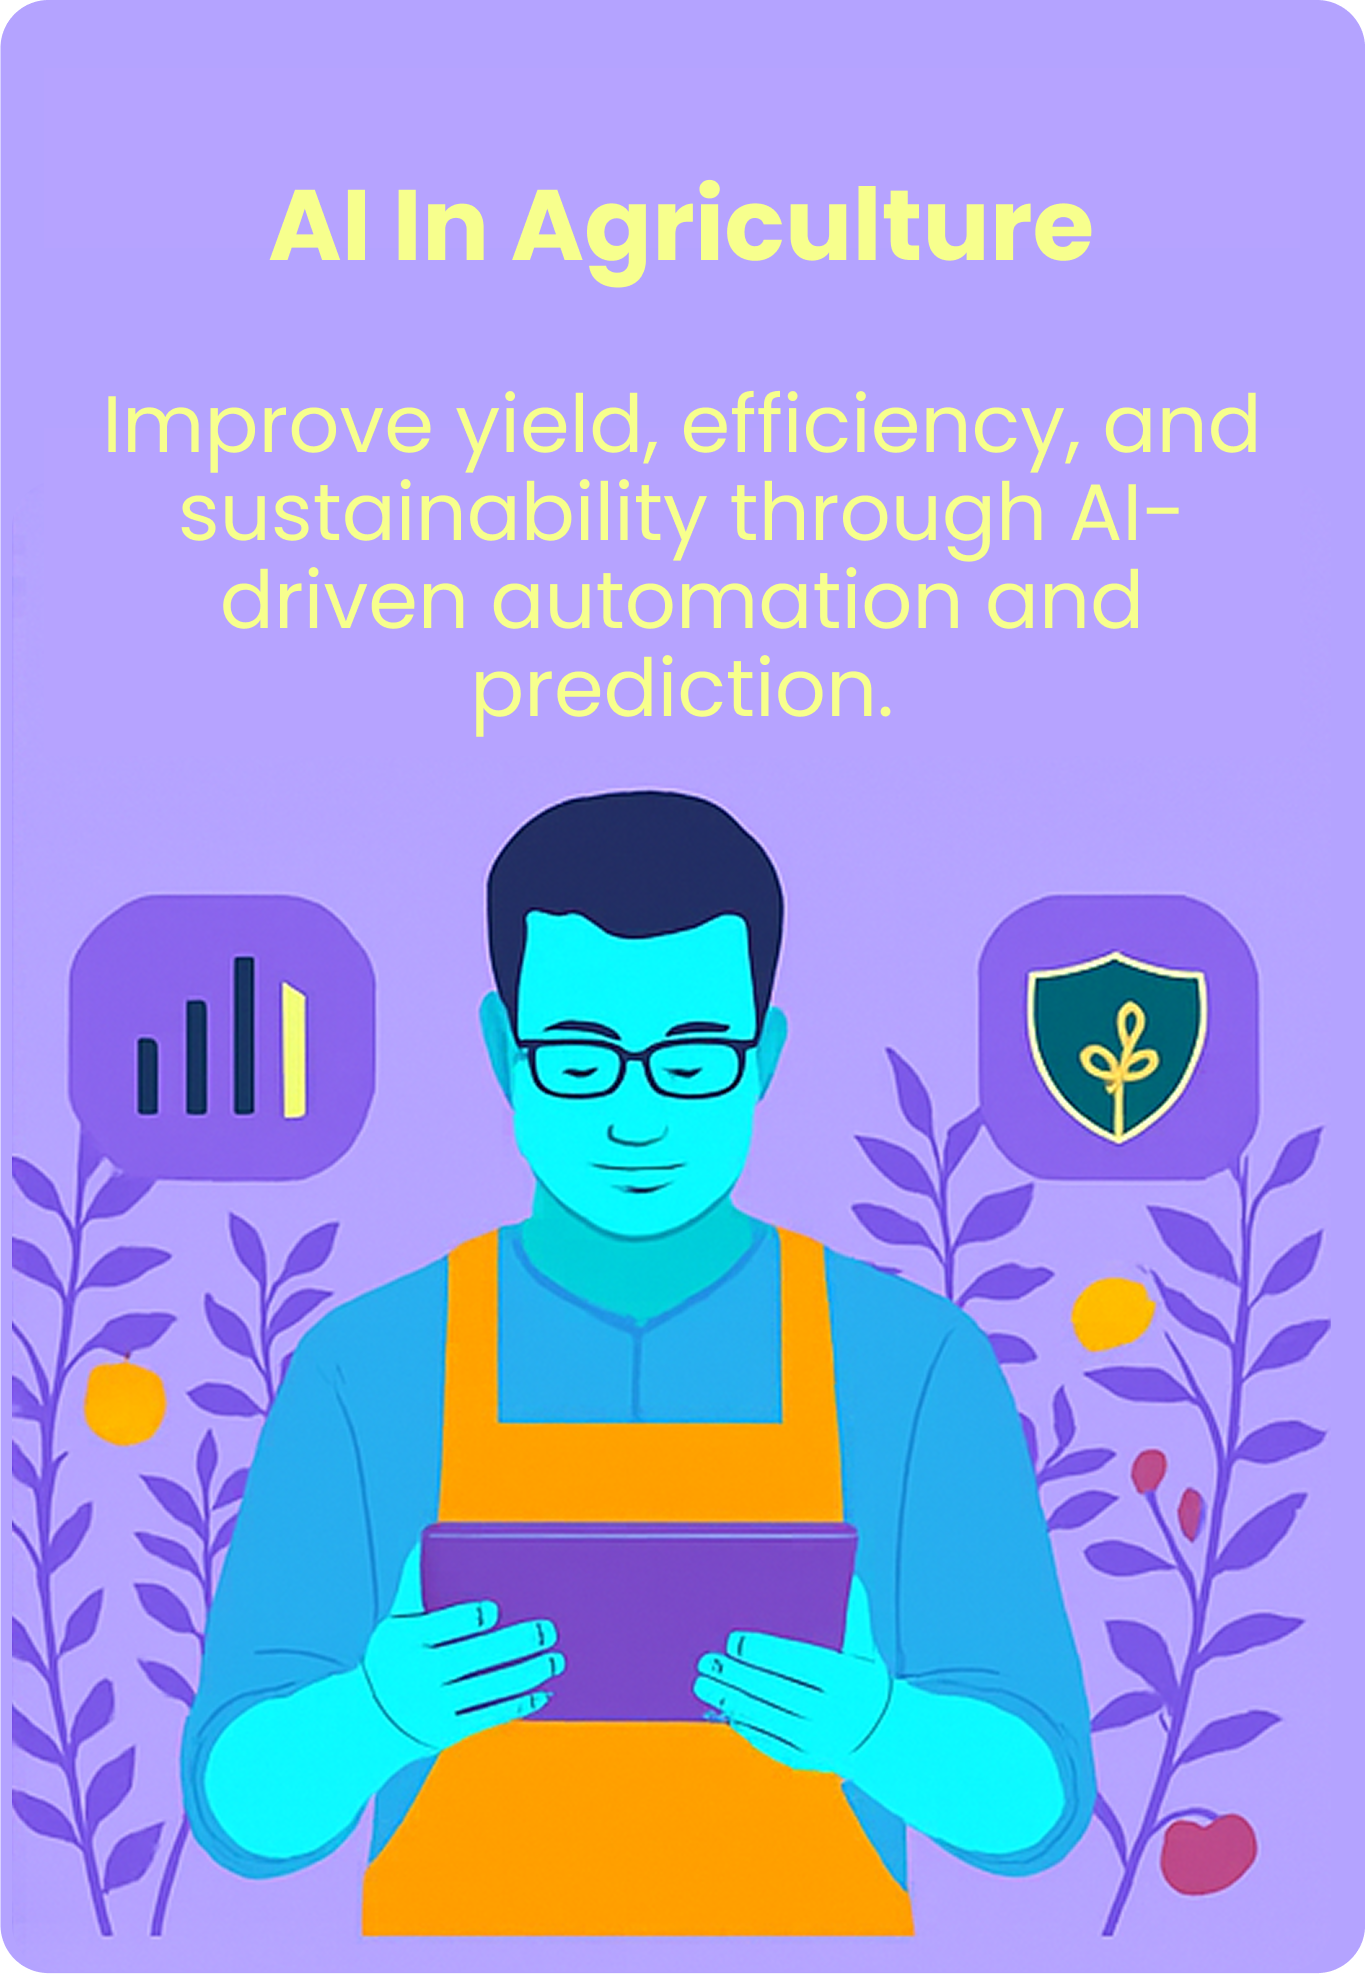 AI In Agriculture
Improve yield, efficiency, and
sustainability through AI-
driven automation and
prediction.